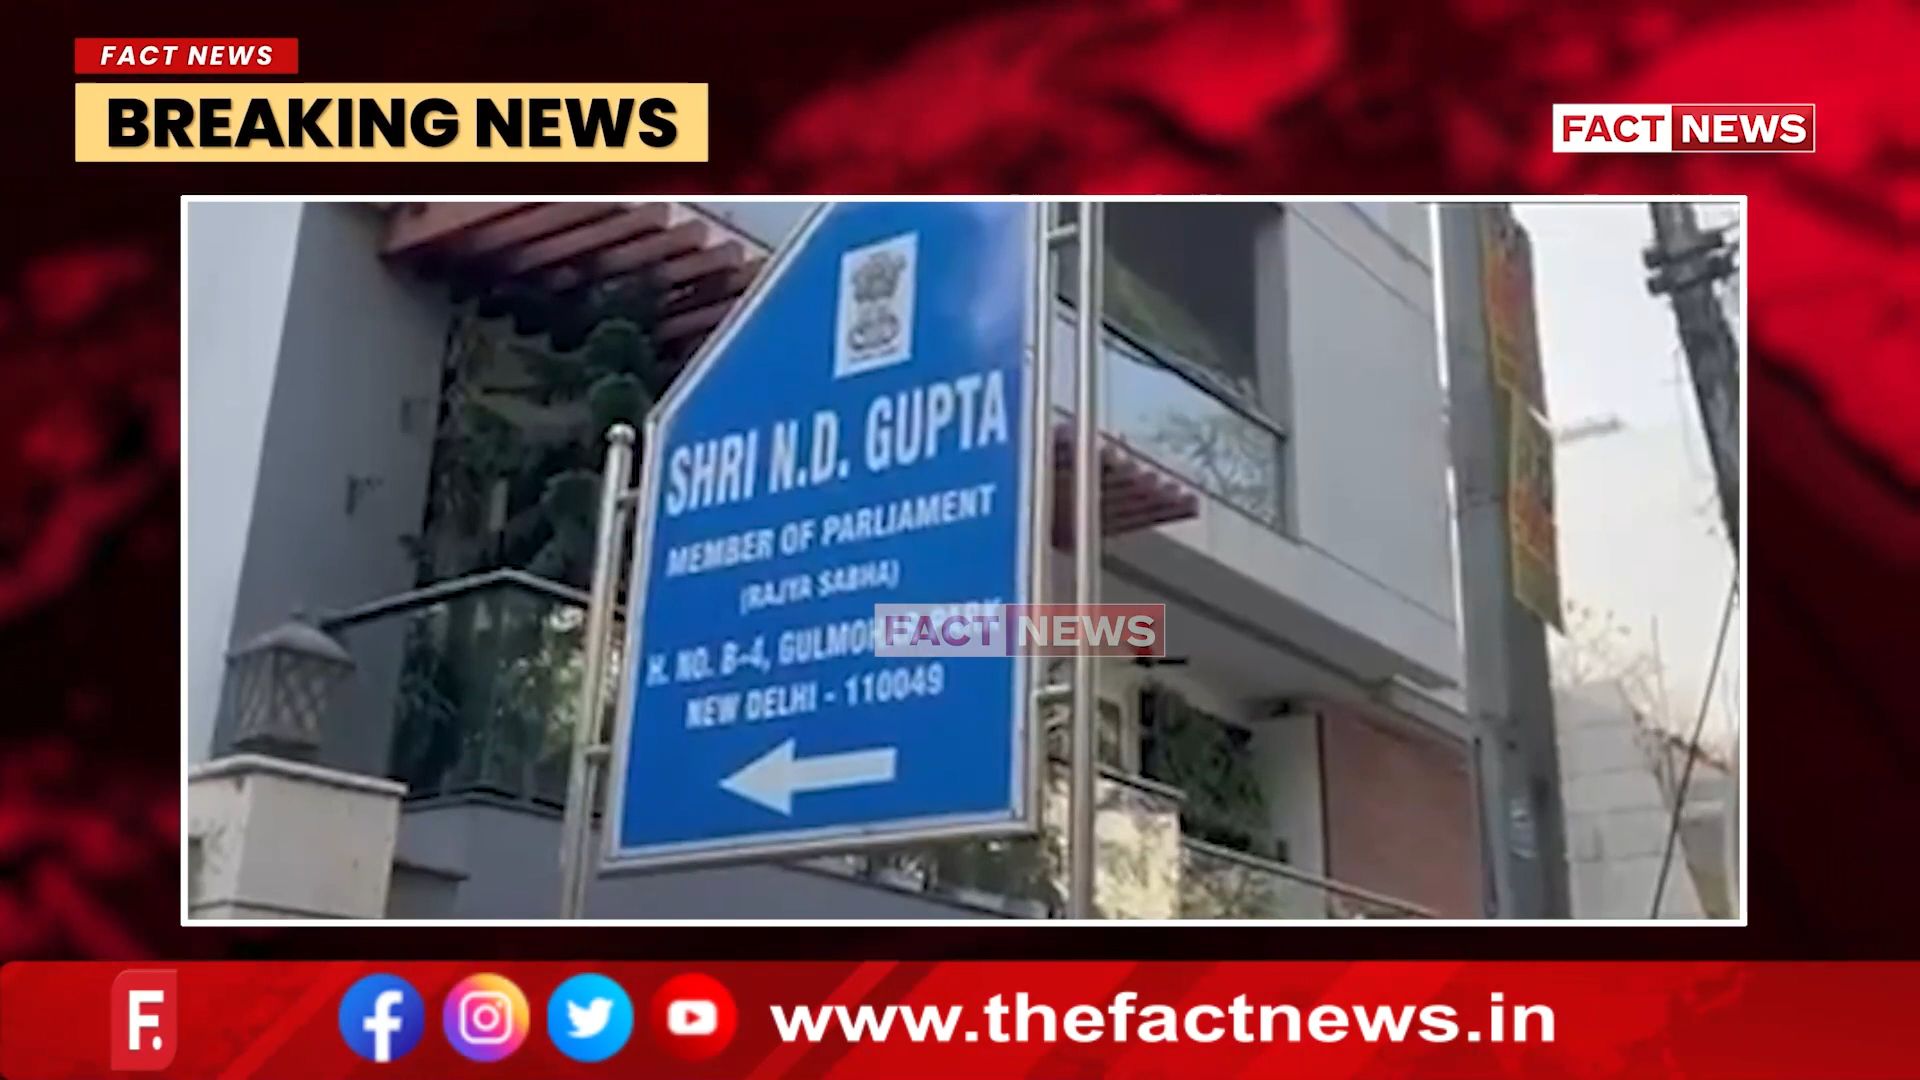 FACT NEWS
BREAKING NEWS
FACT NEWS
SHRI N.D. GUPTA
MEMBER OF PARLIAMENT
(RAJYA SABHA)
H. NO. B-4, GULMOH
FACT NEWS
NEW DELHI - 110049
F.
www.thefactnews.in